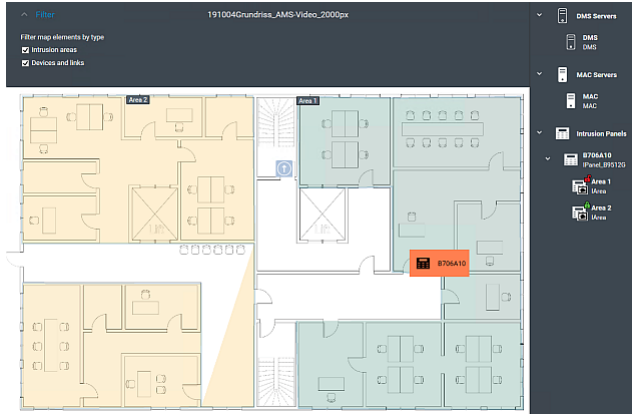 Filter
191004Grundriss_AMS-Video_2000px
Filter map elements by type
Intrusion areas
Devices and links
Area 2
Area 1
B706A10
DMS Servers
DMS
DMS
MAC Servers
MAC
MAC
Intrusion Panels
B706A10
IPanel_B9512G
Area 1
IArea
Area 2
IArea